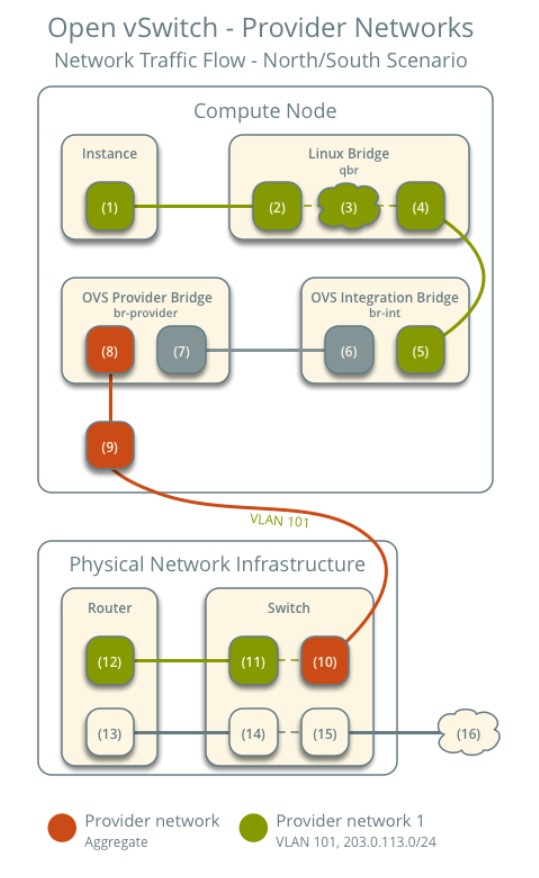 Open vSwitch - Provider Networks
Network Traffic Flow - North/South Scenario
Compute Node
Instance
(1)
Linux Bridge
qbr
(2)
(3)
(4)
OVS Provider Bridge
br-provider
(8)
(7)
OVS Integration Bridge
br-int
(6)
(5)
(9)
VLAN 101
Physical Network Infrastructure
Router
(12)
(13)
Switch
(11)
(10)
(14)
(15)
(16)
Provider network
Aggregate
Provider network 1
VLAN 101, 203.0.113.0/24